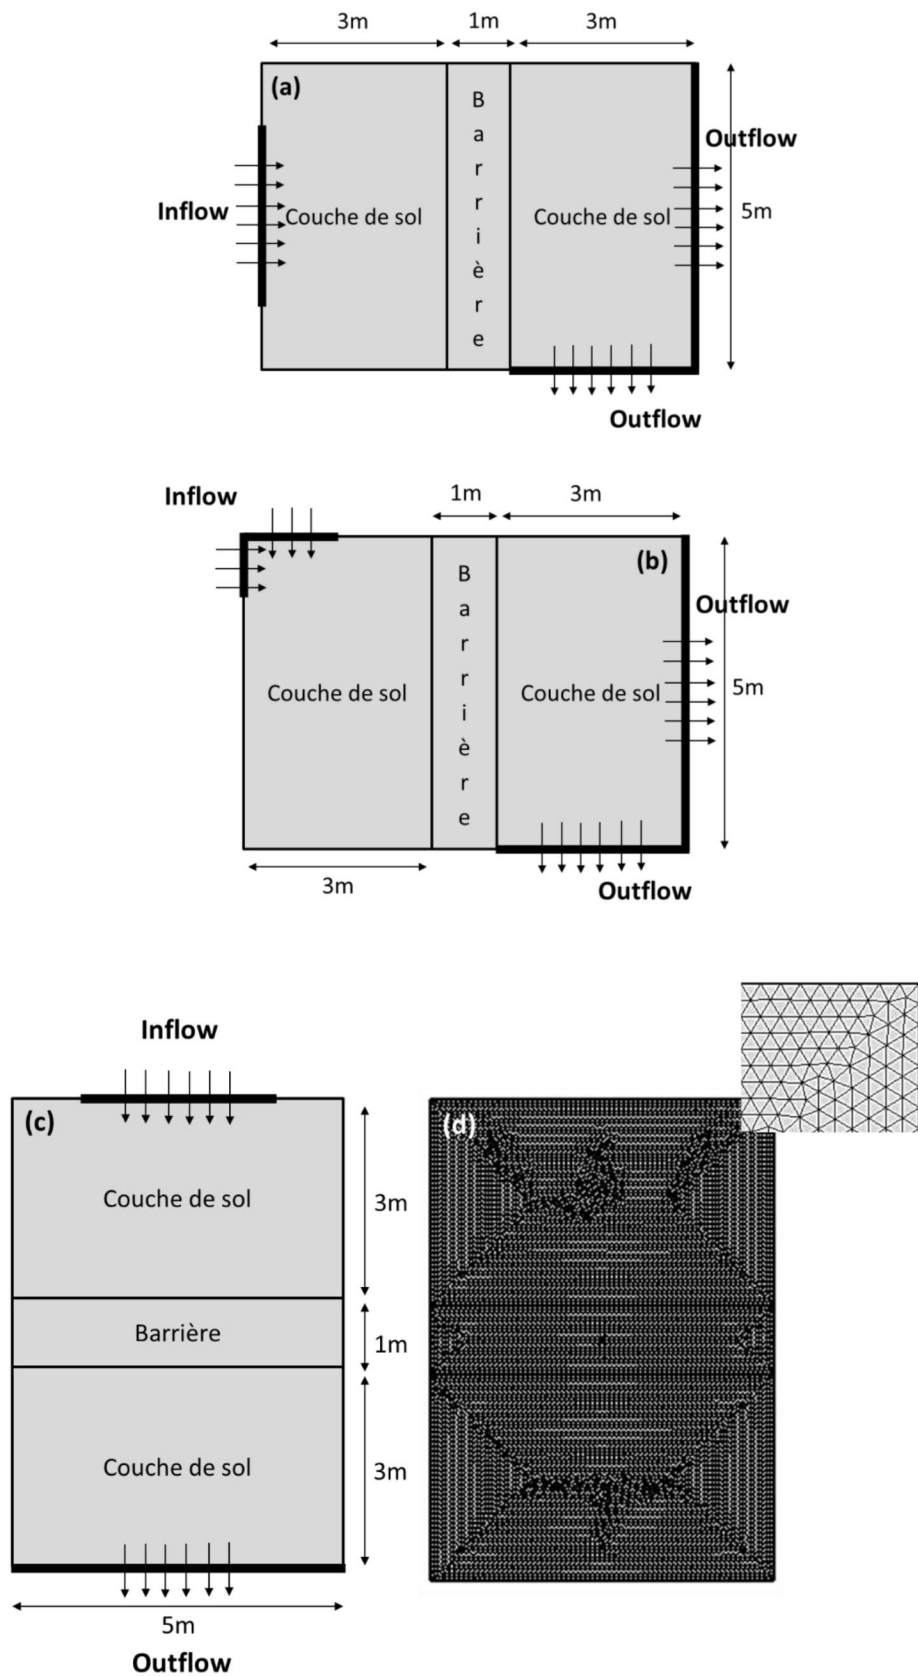 3m 1m 3m
(a)
Barrière
Outflow
Inflow
Couche de sol
Couche de sol
5m
Outflow
Inflow
1m 3m
(b)
Barrière
Outflow
Couche de sol
Couche de sol
5m
3m
Outflow
Inflow
(c)
(d)
Couche de sol
3m
Barrière
1m
Couche de sol
3m
5m
Outflow